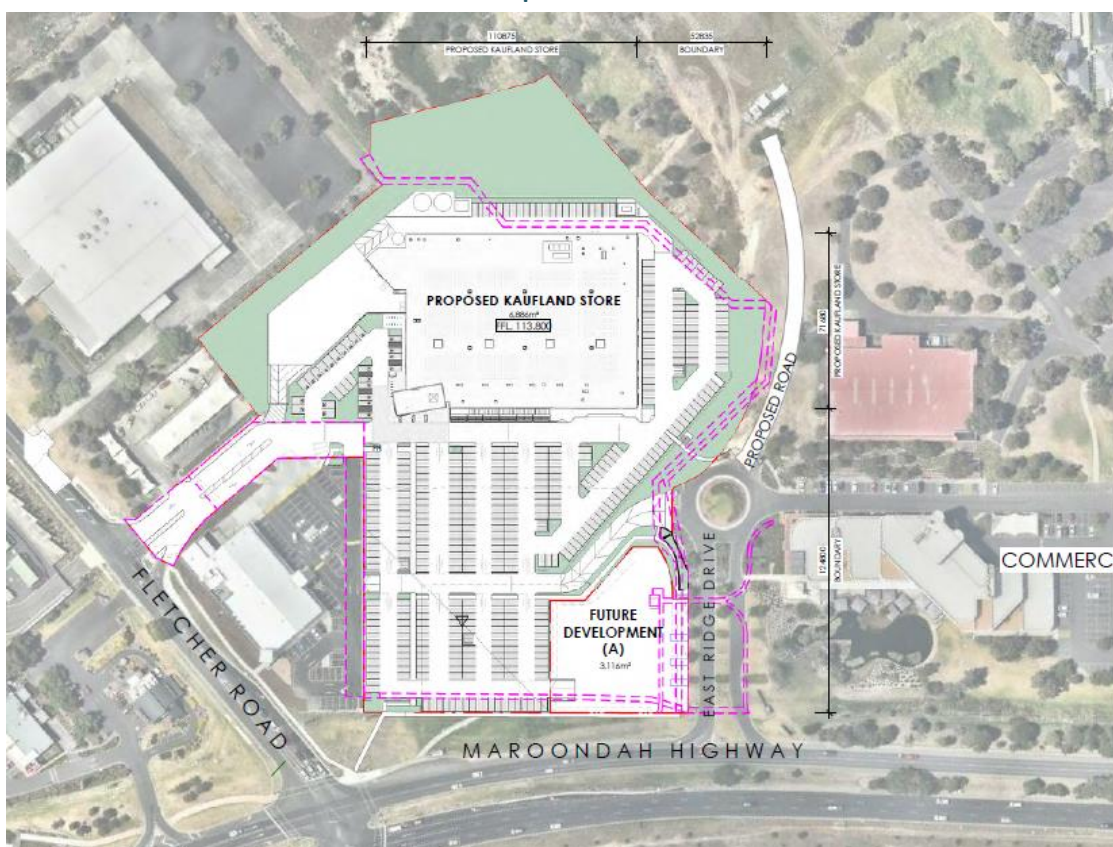 110875
PROPOSED KAUFLAND STORE
52835
BOUNDARY
PROPOSED KAUFLAND STORE
6,886m²
FFL. 113.800
71680
PROPOSED KAUFLAND STORE
PROPOSED ROAD
124800
BOUNDARY
COMMERC
FUTURE
DEVELOPMENT
(A)
3,116m²
EAST RIDGE DRIVE
FLETCHER ROAD
MAROONDAH HIGHWAY